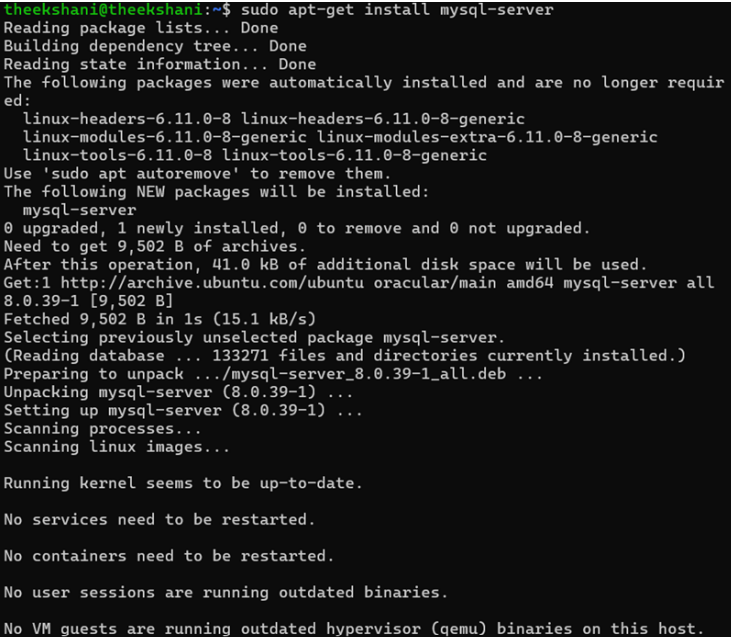 theekshani@theekshani:~$ sudo apt-get install mysql-server
Reading package lists... Done
Building dependency tree... Done
Reading state information... Done
The following packages were automatically installed and are no longer requir
ed:
  linux-headers-6.11.0-8 linux-headers-6.11.0-8-generic
  linux-modules-6.11.0-8-generic linux-modules-extra-6.11.0-8-generic
  linux-tools-6.11.0-8 linux-tools-6.11.0-8-generic
Use 'sudo apt autoremove' to remove them.
The following NEW packages will be installed:
  mysql-server
0 upgraded, 1 newly installed, 0 to remove and 0 not upgraded.
Need to get 9,502 B of archives.
After this operation, 41.0 kB of additional disk space will be used.
Get:1 http://archive.ubuntu.com/ubuntu oracular/main amd64 mysql-server all
8.0.39-1 [9,502 B]
Fetched 9,502 B in 1s (15.1 kB/s)
Selecting previously unselected package mysql-server.
(Reading database ... 133271 files and directories currently installed.)
Preparing to unpack .../mysql-server_8.0.39-1_all.deb ...
Unpacking mysql-server (8.0.39-1) ...
Setting up mysql-server (8.0.39-1) ...
Scanning processes...
Scanning linux images...
Running kernel seems to be up-to-date.
No services need to be restarted.
No containers need to be restarted.
No user sessions are running outdated binaries.
No VM guests are running outdated hypervisor (qemu) binaries on this host.